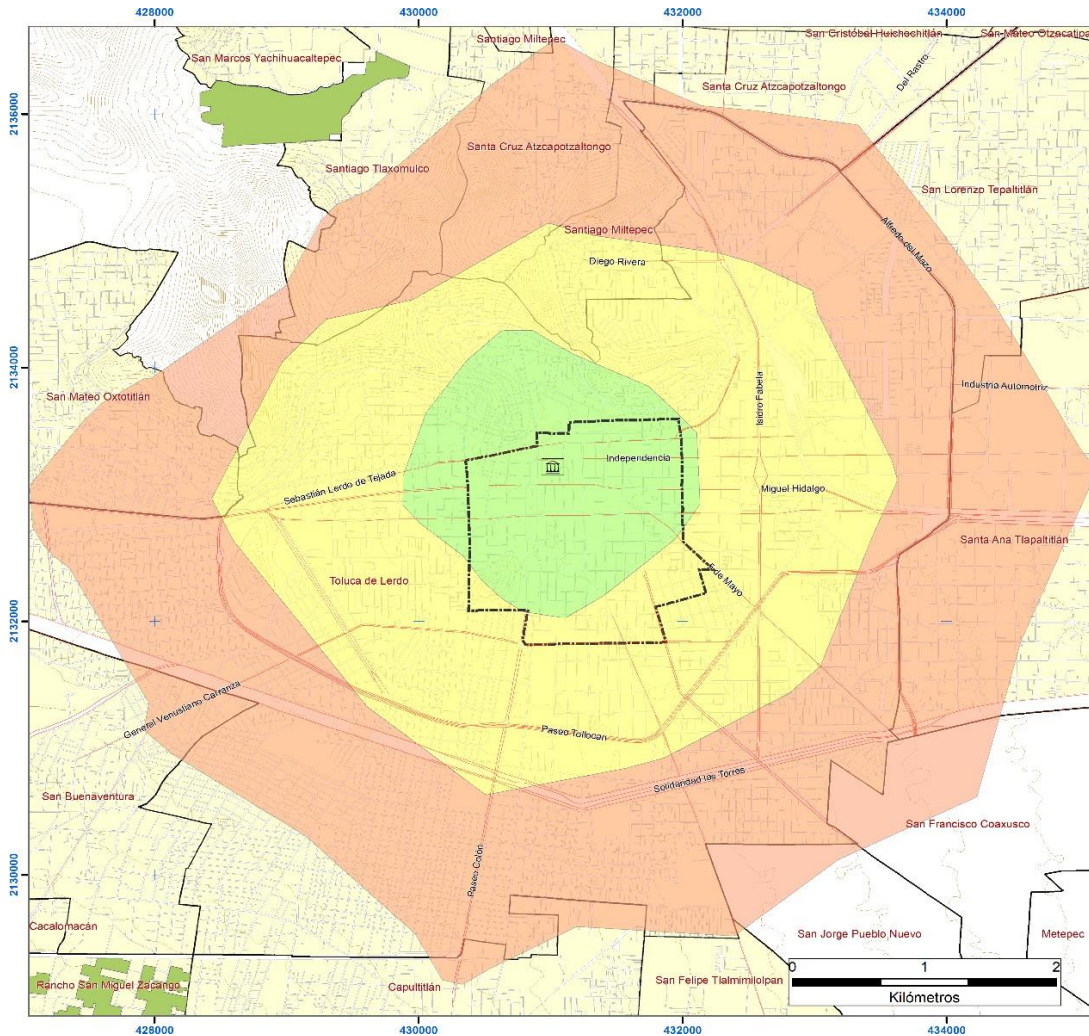 428000
430000
432000
434000
Santiago Miltepec
San Cristóbal Huichochitlán
San Mateo Otzacatipa
San Marcos Yachihuacaltepec
Del Rastro
Santa Cruz Atzcapotzaltongo
2136000
Santa Cruz Atzcapotzaltongo
Santiago Tlaxomulco
San Lorenzo Tepaltitlán
Santiago Miltepec
Alfredo del Mazo
Diego Rivera
2134000
Industria Automotriz
San Mateo Oxtotitlán
Isidro Fabela
Independencia
Sebastián Lerdo de Tejada
Miguel Hidalgo
Santa Ana Tlapaltitlán
Toluca de Lerdo
5 de Mayo
2132000
General Venustiano Carranza
Paseo Tollocan
Solidaridad las Torres
San Buenaventura
San Francisco Coaxusco
Paseo Colón
2130000
Cacalomacán
San Jorge Pueblo Nuevo
Metepec
0 1 2
Kilómetros
Rancho San Miguel Zacango
Capultitlán
San Felipe Tlalmimilolpan
428000
430000
432000
434000